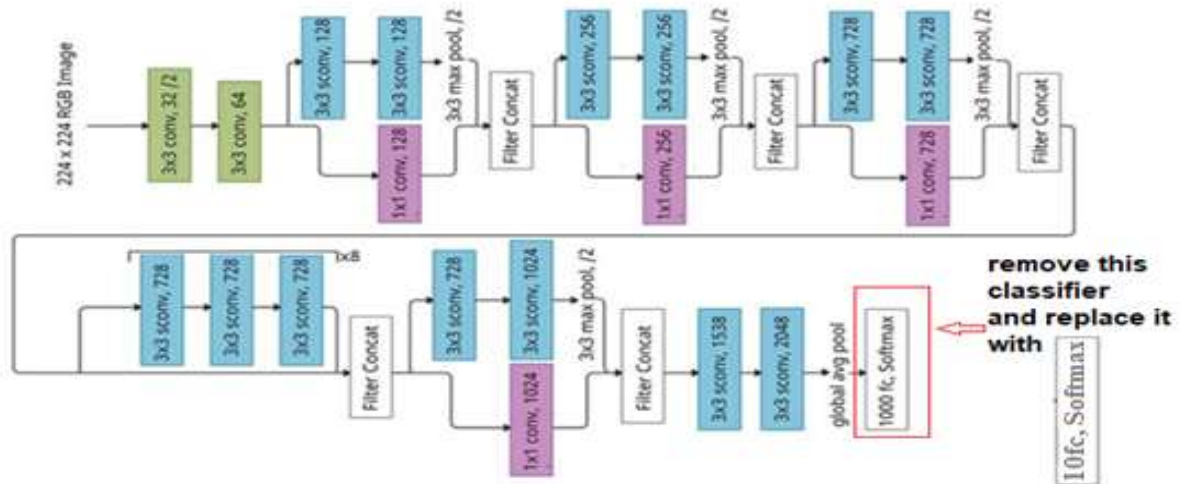 224 x 224 RGB Image
3x3 conv, 32 /2
3x3 conv, 64
3x3 sconv, 128
3x3 sconv, 128
3x3 max pool, /2
1x1 conv, 128
Filter Concat
3x3 sconv, 256
3x3 sconv, 256
3x3 max pool, /2
1x1 conv, 256
Filter Concat
3x3 sconv, 728
3x3 sconv, 728
3x3 max pool, /2
1x1 conv, 728
Filter Concat
3x3 sconv, 728
3x3 sconv, 728
3x3 sconv, 728
x8
Filter Concat
3x3 sconv, 728
3x3 sconv, 1024
3x3 max pool, /2
1x1 conv, 1024
Filter Concat
3x3 sconv, 1538
3x3 sconv, 2048
global avg pool
1000 fc, Softmax
remove this
classifier
and replace it
with
10fc, Softmax